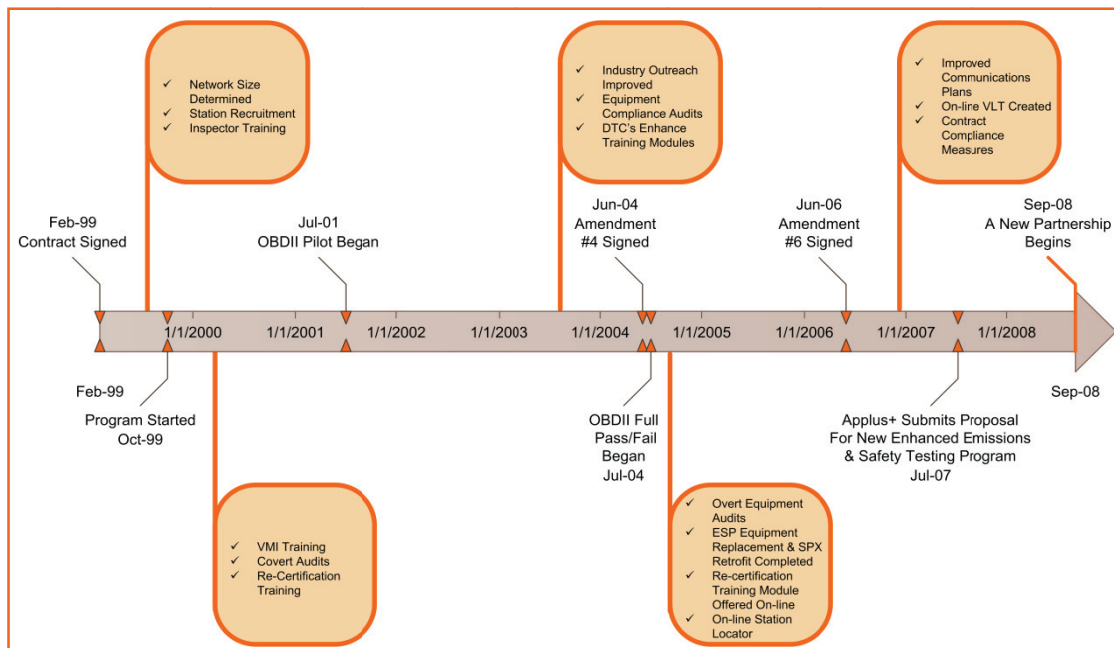 ✓ Network Size
Determined
✓ Station Recruitment
✓ Inspector Training
✓ Industry Outreach
Improved
✓ Equipment
Compliance Audits
✓ DTC's Enhance
Training Modules
✓ Improved
Communications
Plans
✓ On-line VLT Created
✓ Contract
Compliance
Measures
Feb-99
Contract Signed
Jul-01
OBDII Pilot Began
Jun-04
Amendment
#4 Signed
Jun-06
Amendment
#6 Signed
Sep-08
A New Partnership
Begins
1/1/2000 1/1/2001 1/1/2002 1/1/2003 1/1/2004 1/1/2005 1/1/2006 1/1/2007 1/1/2008
Feb-99
Program Started
Oct-99
OBDII Full
Pass/Fail
Began
Jul-04
Applus+ Submits Proposal
For New Enhanced Emissions
& Safety Testing Program
Jul-07
Sep-08
✓ VMI Training
✓ Covert Audits
✓ Re-Certification
Training
✓ Overt Equipment
Audits
✓ ESP Equipment
Replacement & SPX
Retrofit Completed
✓ Re-certification
Training Module
Offered On-line
✓ On-line Station
Locator